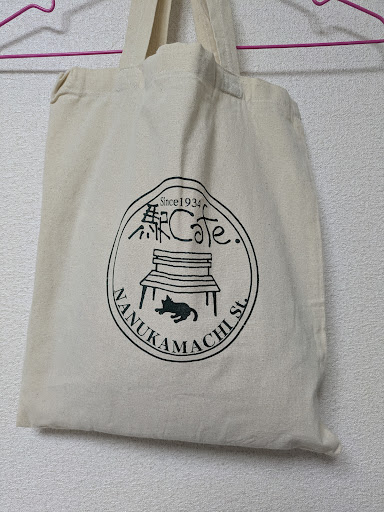 Since1934
駅Cafe.
NANUKAMACHI St.